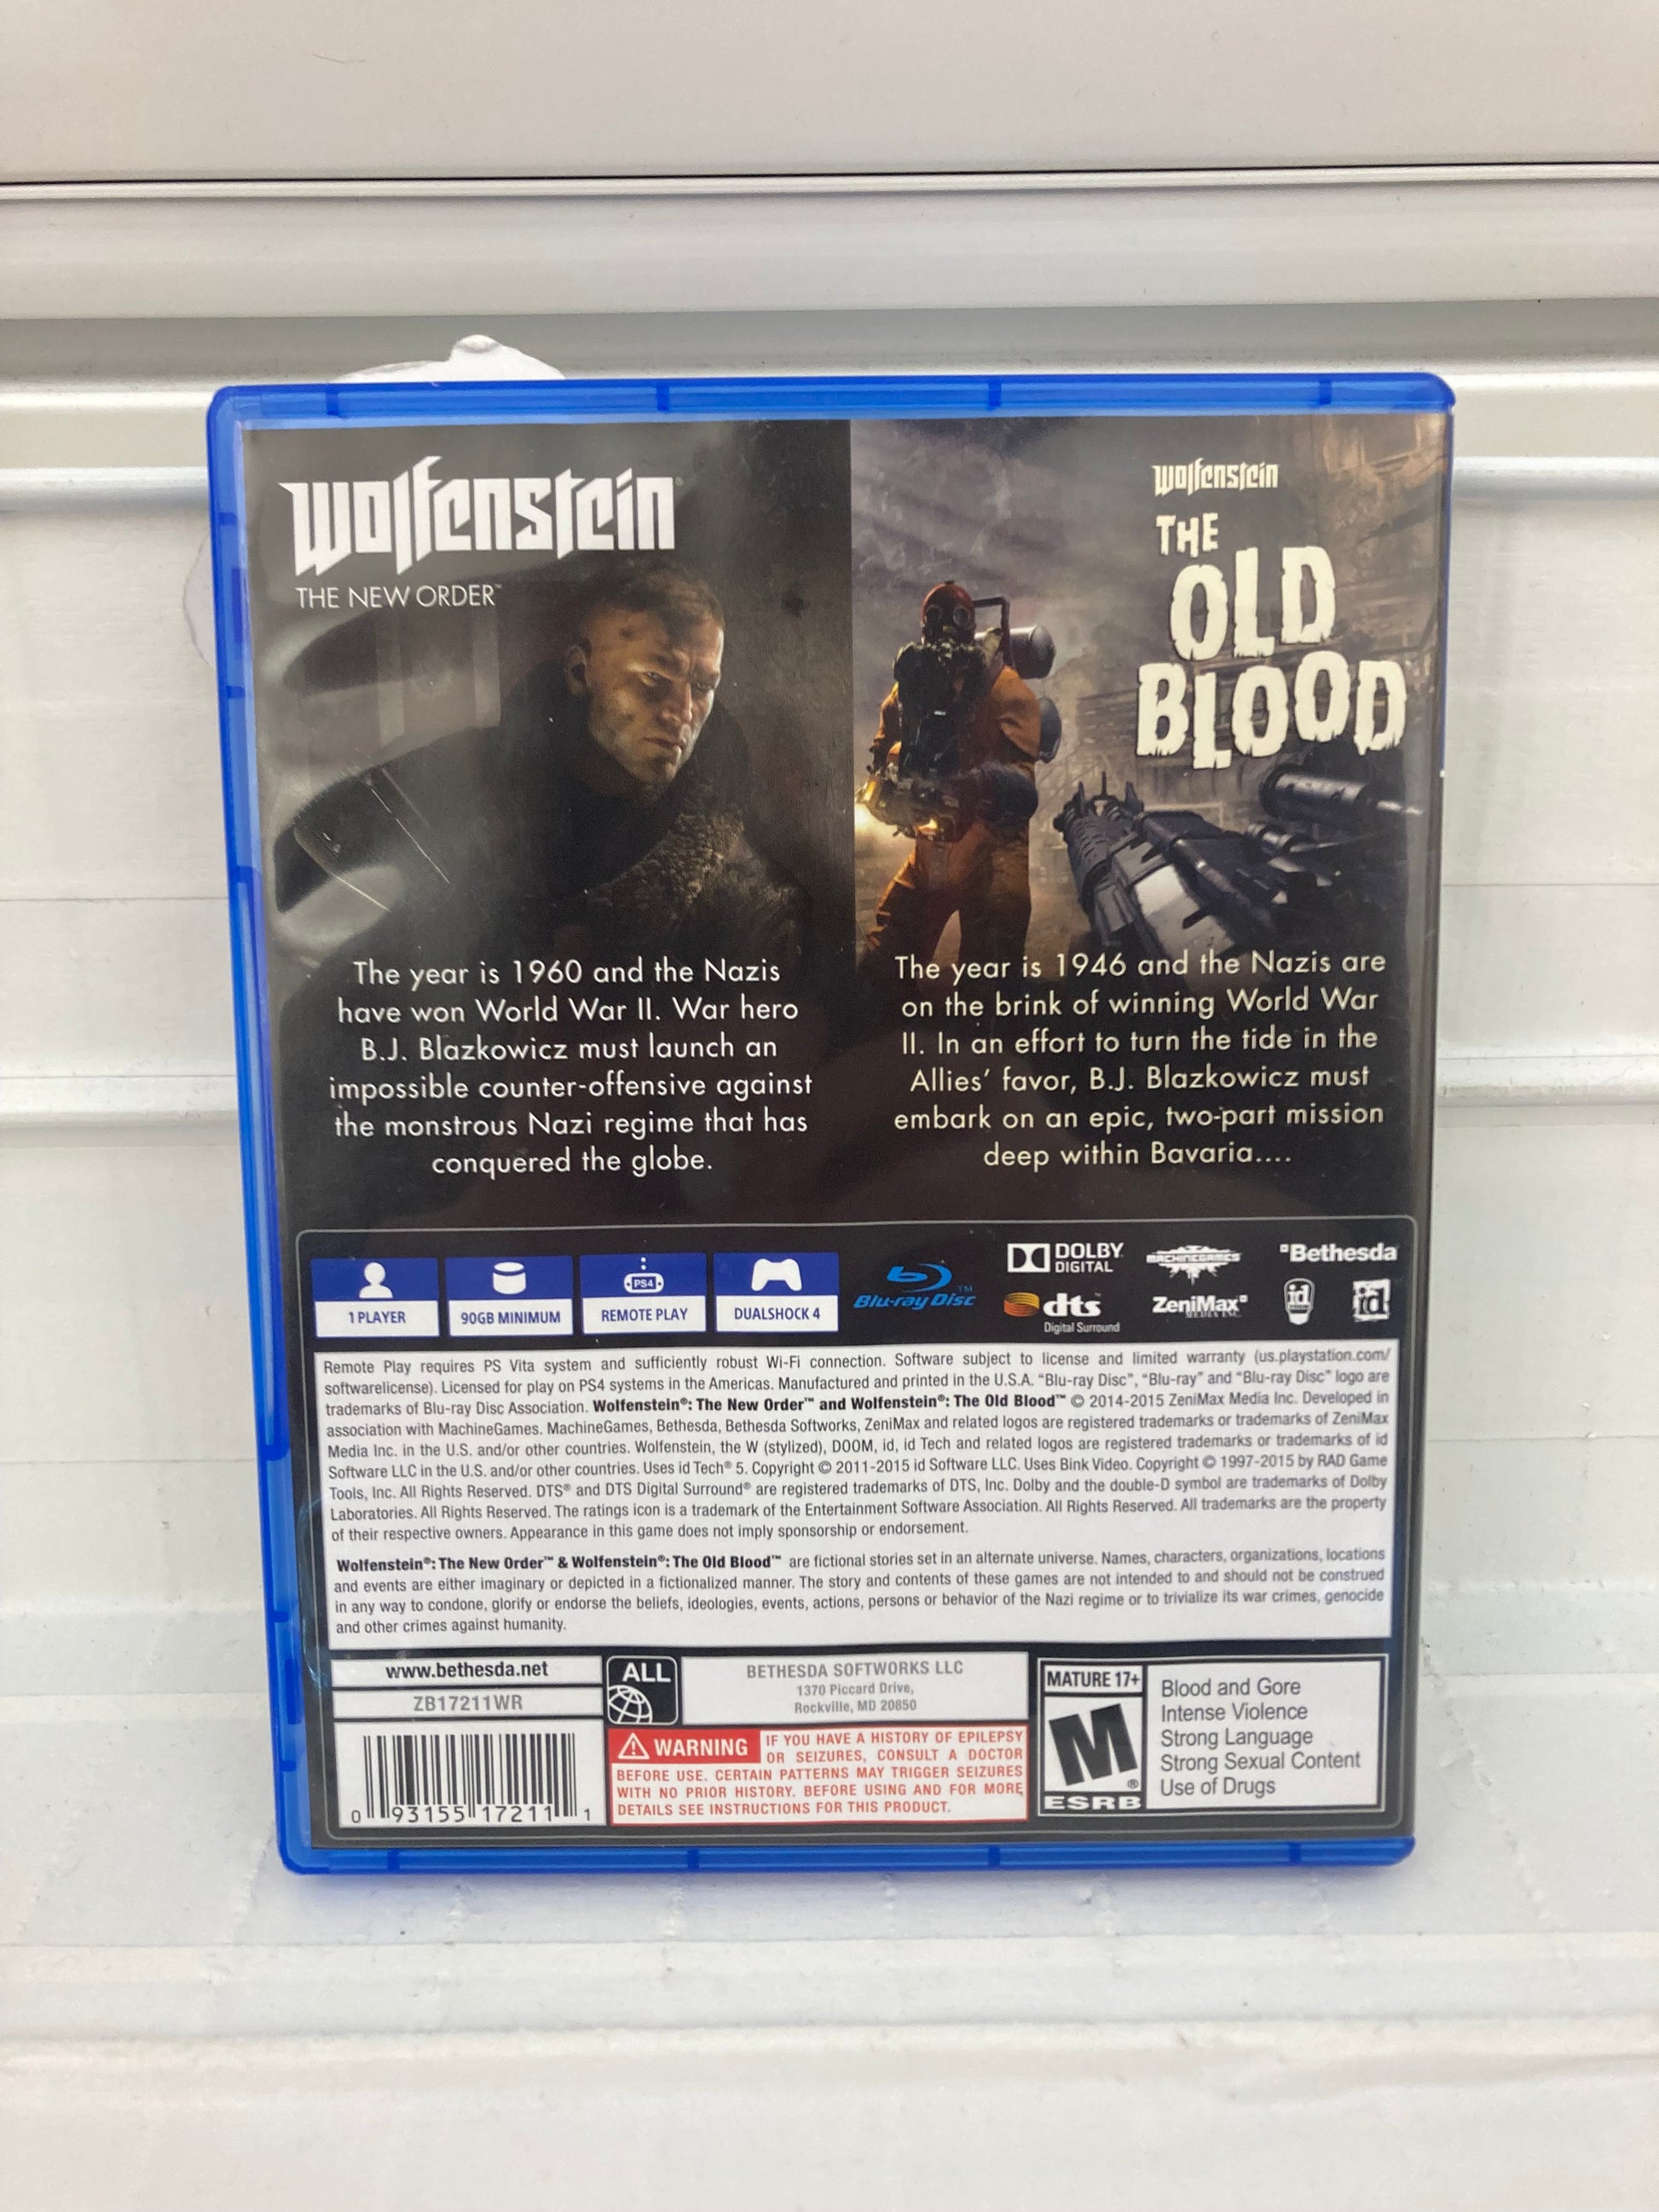 wolfenstein®
THE NEW ORDER™
wolfenstein
THE
OLD
BLOOD
The year is 1960 and the Nazis
have won World War II. War hero
B.J. Blazkowicz must launch an
impossible counter-offensive against
the monstrous Nazi regime that has
conquered the globe.
The year is 1946 and the Nazis are
on the brink of winning World War
II. In an effort to turn the tide in the
Allies' favor, B.J. Blazkowicz must
embark on an epic, two-part mission
deep within Bavaria....
1 PLAYER
90GB MINIMUM
PS4
REMOTE PLAY
DUALSHOCK 4
Blu-ray Disc™
DOLBY
DIGITAL
dts™
Digital Surround
MACHINEGAMES
ZeniMax®
MEDIA INC.
Bethesda
id
id
Remote Play requires PS Vita system and sufficiently robust Wi-Fi connection. Software subject to license and limited warranty (us.playstation.com/
softwarelicense). Licensed for play on PS4 systems in the Americas. Manufactured and printed in the U.S.A. "Blu-ray Disc", "Blu-ray" and "Blu-ray Disc" logo are
trademarks of Blu-ray Disc Association. Wolfenstein®: The New Order™ and Wolfenstein®: The Old Blood™ © 2014-2015 ZeniMax Media Inc. Developed in
association with MachineGames. MachineGames, Bethesda, Bethesda Softworks, ZeniMax and related logos are registered trademarks or trademarks of ZeniMax
Media Inc. in the U.S. and/or other countries. Wolfenstein, the W (stylized), DOOM, id, id Tech and related logos are registered trademarks or trademarks of id
Software LLC in the U.S. and/or other countries. Uses id Tech® 5. Copyright © 2011-2015 id Software LLC. Uses Bink Video. Copyright © 1997-2015 by RAD Game
Tools, Inc. All Rights Reserved. DTS® and DTS Digital Surround® are registered trademarks of DTS, Inc. Dolby and the double-D symbol are trademarks of Dolby
Laboratories. All Rights Reserved. The ratings icon is a trademark of the Entertainment Software Association. All Rights Reserved. All trademarks are the property
of their respective owners. Appearance in this game does not imply sponsorship or endorsement.
Wolfenstein®: The New Order™ & Wolfenstein®: The Old Blood™ are fictional stories set in an alternate universe. Names, characters, organizations, locations
and events are either imaginary or depicted in a fictionalized manner. The story and contents of these games are not intended to and should not be construed
in any way to condone, glorify or endorse the beliefs, ideologies, events, actions, persons or behavior of the Nazi regime or to trivialize its war crimes, genocide
and other crimes against humanity.
www.bethesda.net
ZB17211WR
0 93155 17211 1
ALL
BETHESDA SOFTWORKS LLC
1370 Piccard Drive,
Rockville, MD 20850
WARNING IF YOU HAVE A HISTORY OF EPILEPSY
OR SEIZURES, CONSULT A DOCTOR
BEFORE USE. CERTAIN PATTERNS MAY TRIGGER SEIZURES
WITH NO PRIOR HISTORY. BEFORE USING AND FOR MORE
DETAILS SEE INSTRUCTIONS FOR THIS PRODUCT.
MATURE 17+
M®
ESRB
Blood and Gore
Intense Violence
Strong Language
Strong Sexual Content
Use of Drugs